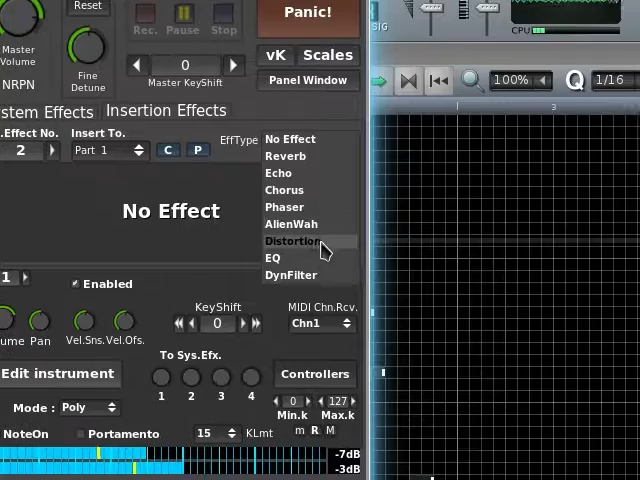 Reset
Panic!
Master
Volume
Rec.
Pause
Stop
SIG
CPU
vK
Scales
0
Fine
Detune
NRPN
Master KeyShift
Panel Window
100%
Q
1/16
stem Effects
Insertion Effects
3
.Effect No.
Insert To.
EffType
2
Part 1
C
P
No Effect
Reverb
Echo
Chorus
Phaser
AlienWah
Distortion
EQ
DynFilter
No Effect
1
Enabled
KeyShift
MIDI Chn.Rcv.
0
Chn1
ume
Pan
Vel.Sns.
Vel.Ofs.
To Sys.Efx.
Edit instrument
Controllers
1
2
3
4
0
127
Min.k
Max.k
Mode :
Poly
m
R
M
NoteOn
Portamento
15
KLmt
-7dB
-3dB